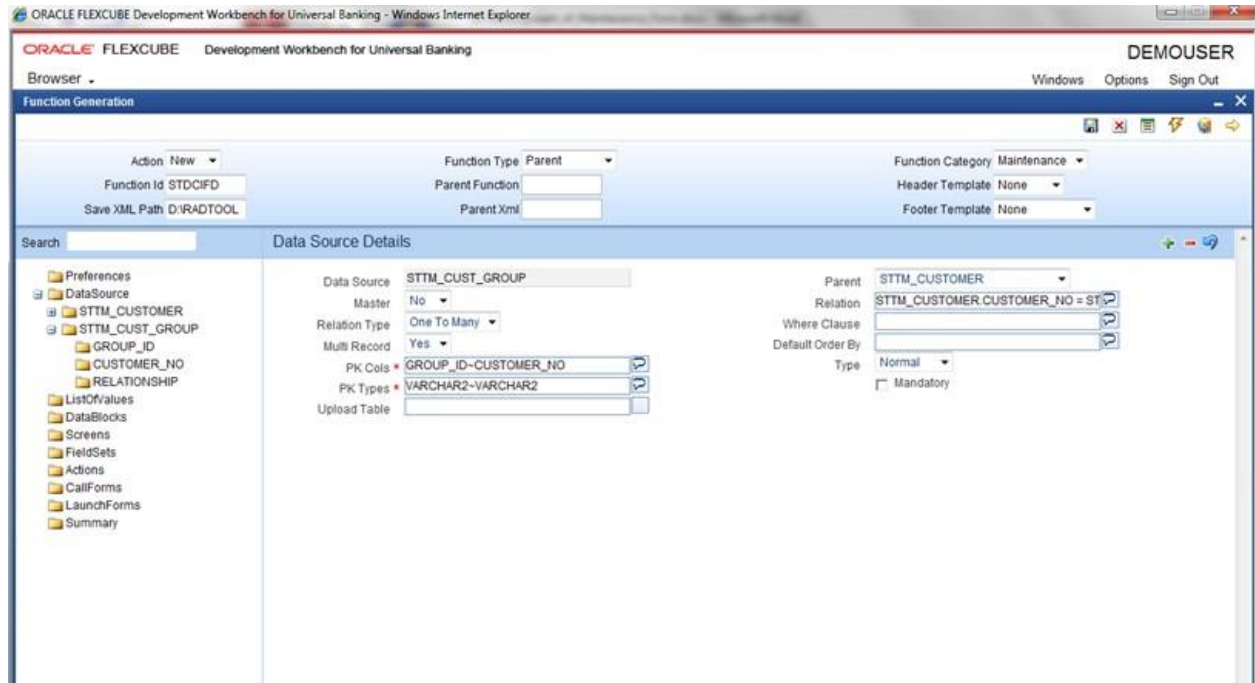 ORACLE FLEXCUBE Development Workbench for Universal Banking - Windows Internet Explorer
ORACLE FLEXCUBE Development Workbench for Universal Banking
DEMOUSER
Browser
Windows Options Sign Out
Function Generation
Action New Function Type Parent Function Category Maintenance
Function Id STDCIFD Parent Function Header Template None
Save XML Path D:\RADTOOL Parent Xml Footer Template None
Search
Data Source Details
Preferences
DataSource
STTM_CUSTOMER
STTM_CUST_GROUP
GROUP_ID
CUSTOMER_NO
RELATIONSHIP
ListOfValues
DataBlocks
Screens
FieldSets
Actions
CallForms
LaunchForms
Summary
Data Source STTM_CUST_GROUP Parent STTM_CUSTOMER
Master No Relation STTM_CUSTOMER.CUSTOMER_NO = ST
Relation Type One To Many Where Clause
Multi Record Yes Default Order By
PK Cols * GROUP_ID~CUSTOMER_NO Type Normal
PK Types * VARCHAR2~VARCHAR2 Mandatory
Upload Table